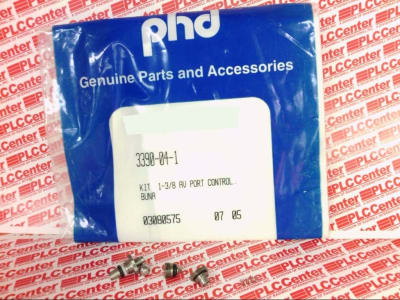 phd
Genuine Parts and Accessories
3390-04-1
KIT 1-3/8 AV PORT CONTROL.
BUNA
03080575 07 05
PLCCenter